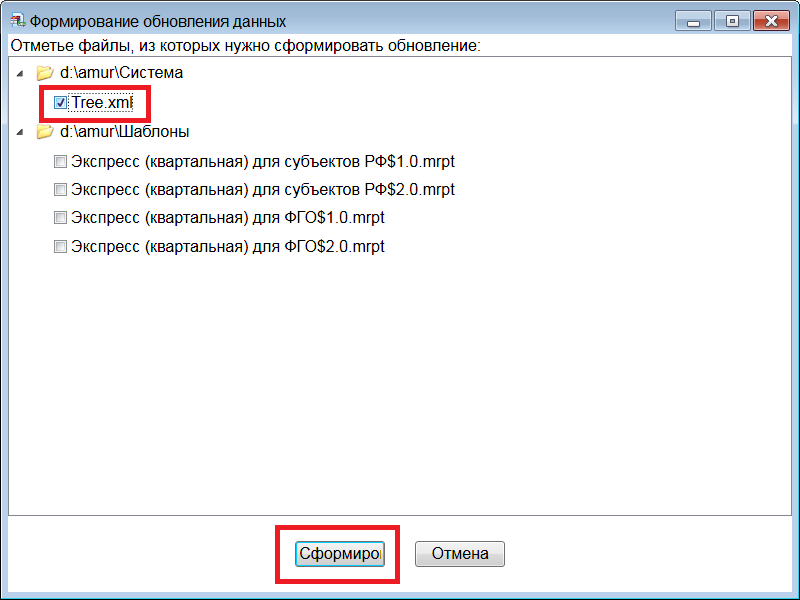 Формирование обновления данных
Отметье файлы, из которых нужно сформировать обновление:
d:\amur\Система
Tree.xml
d:\amur\Шаблоны
Экспресс (квартальная) для субъектов РФ$1.0.mrpt
Экспресс (квартальная) для субъектов РФ$2.0.mrpt
Экспресс (квартальная) для ФГО$1.0.mrpt
Экспресс (квартальная) для ФГО$2.0.mrpt
Сформиро
Отмена